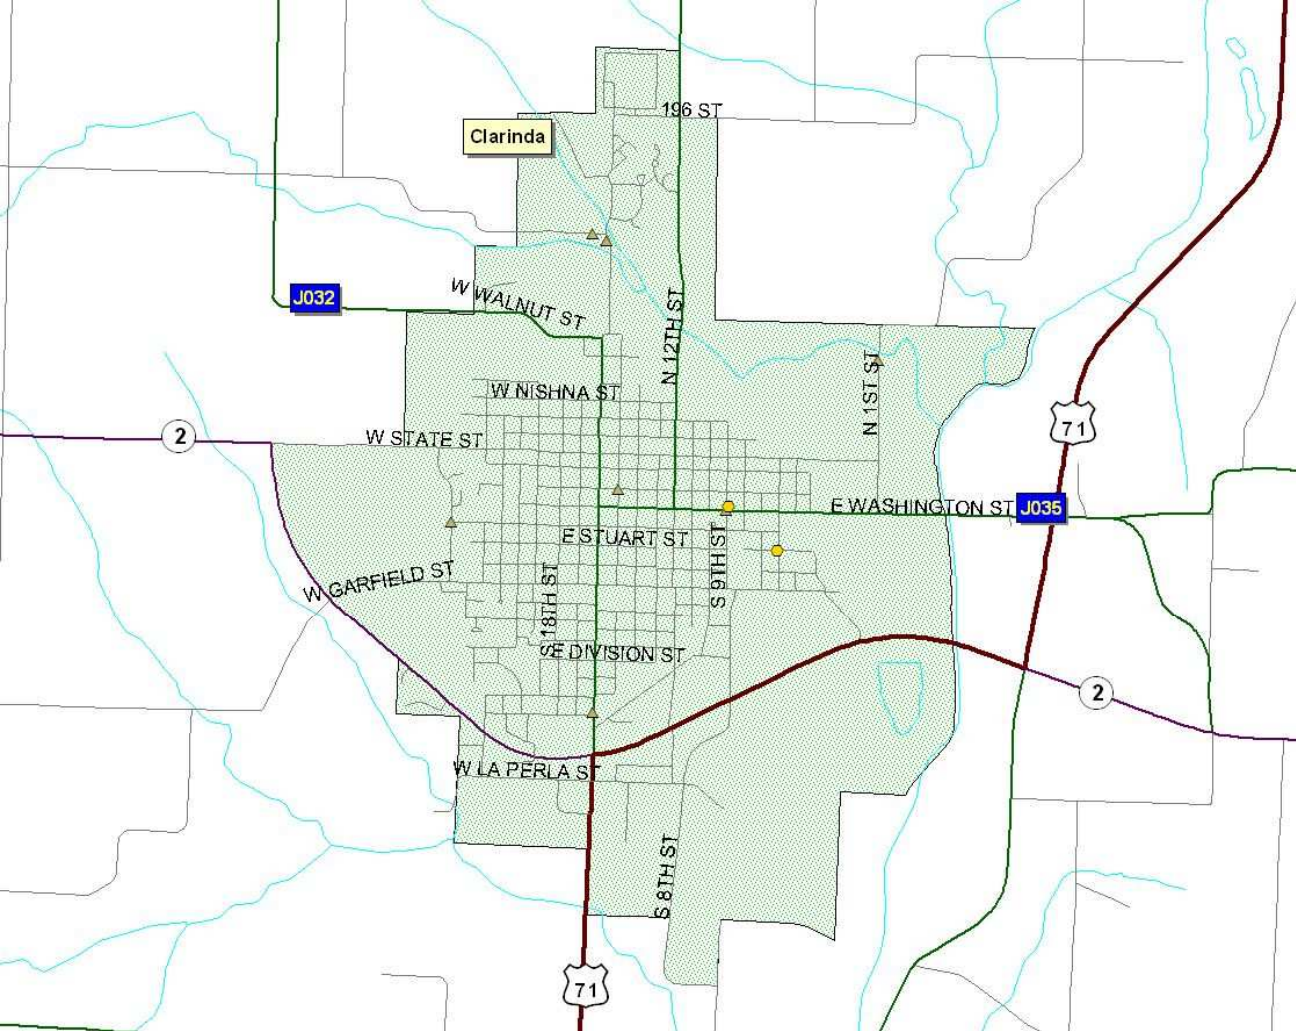 196 ST
Clarinda
W WALNUT ST
J032
N 12TH ST
W NISHNA ST
N 1ST ST
71
2
W STATE ST
E WASHINGTON ST
J035
E STUART ST
S 9TH ST
W GARFIELD ST
S 18TH ST
E DIVISION ST
2
W LA PERLA ST
S 8TH ST
71